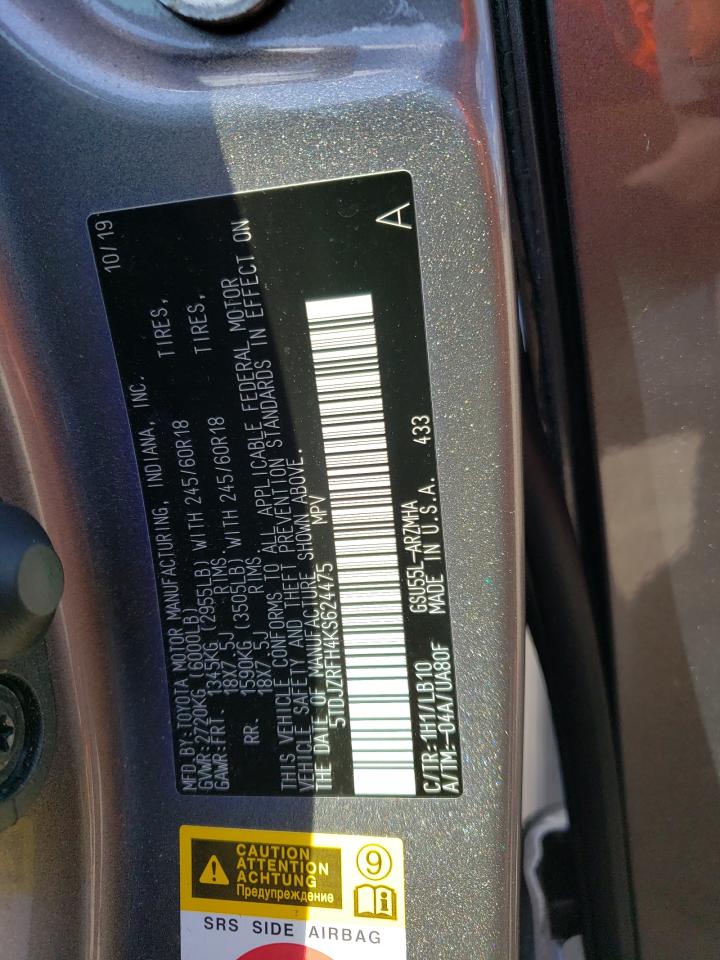 MFD.BY:TOYOTA MOTOR MANUFACTURING, INDIANA, INC. 10/19
GVWR:2720KG (6000LB)
GAWR:FRT. 1345KG (2955LB) WITH 245/60R18 TIRES,
18X7.5J RIMS.
RR. 1590KG (3505LB) WITH 245/60R18 TIRES,
18X7.5J RIMS
THIS VEHICLE CONFORMS TO ALL APPLICABLE FEDERAL MOTOR
VEHICLE SAFETY AND THEFT PREVENTION STANDARDS IN EFFECT ON
THE DATE OF MANUFACTURE SHOWN ABOVE.
5TDJZRFH4KS624475 MPV
C/TR:1H1/LB10 GSU55L-ARZMHA
A/TM:-04A/UA80F MADE IN U.S.A. 433
A
CAUTION
ATTENTION
ACHTUNG
Предупреждение
9
SRS SIDE AIRBAG